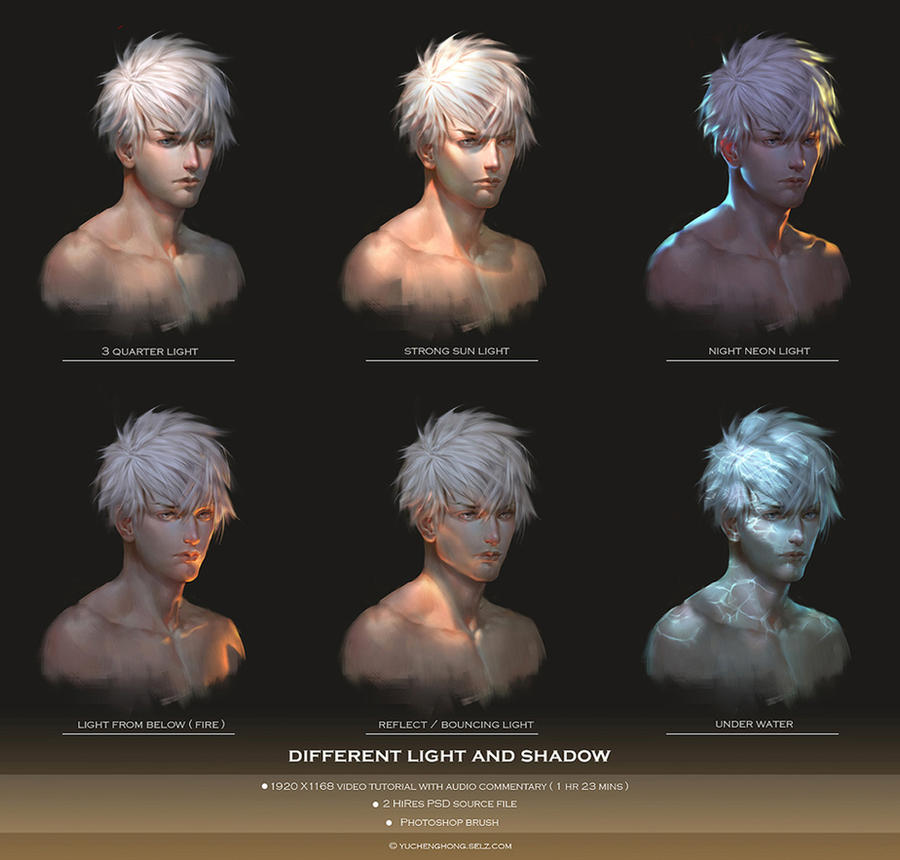 3 QUARTER LIGHT
STRONG SUN LIGHT
NIGHT NEON LIGHT
LIGHT FROM BELOW ( FIRE )
REFLECT / BOUNCING LIGHT
UNDER WATER
DIFFERENT LIGHT AND SHADOW
● 1920 X1168 VIDEO TUTORIAL WITH AUDIO COMMENTARY ( 1 HR 23 MINS )
● 2 HIRES PSD SOURCE FILE
● PHOTOSHOP BRUSH
© YUCHENGHONG.SELZ.COM